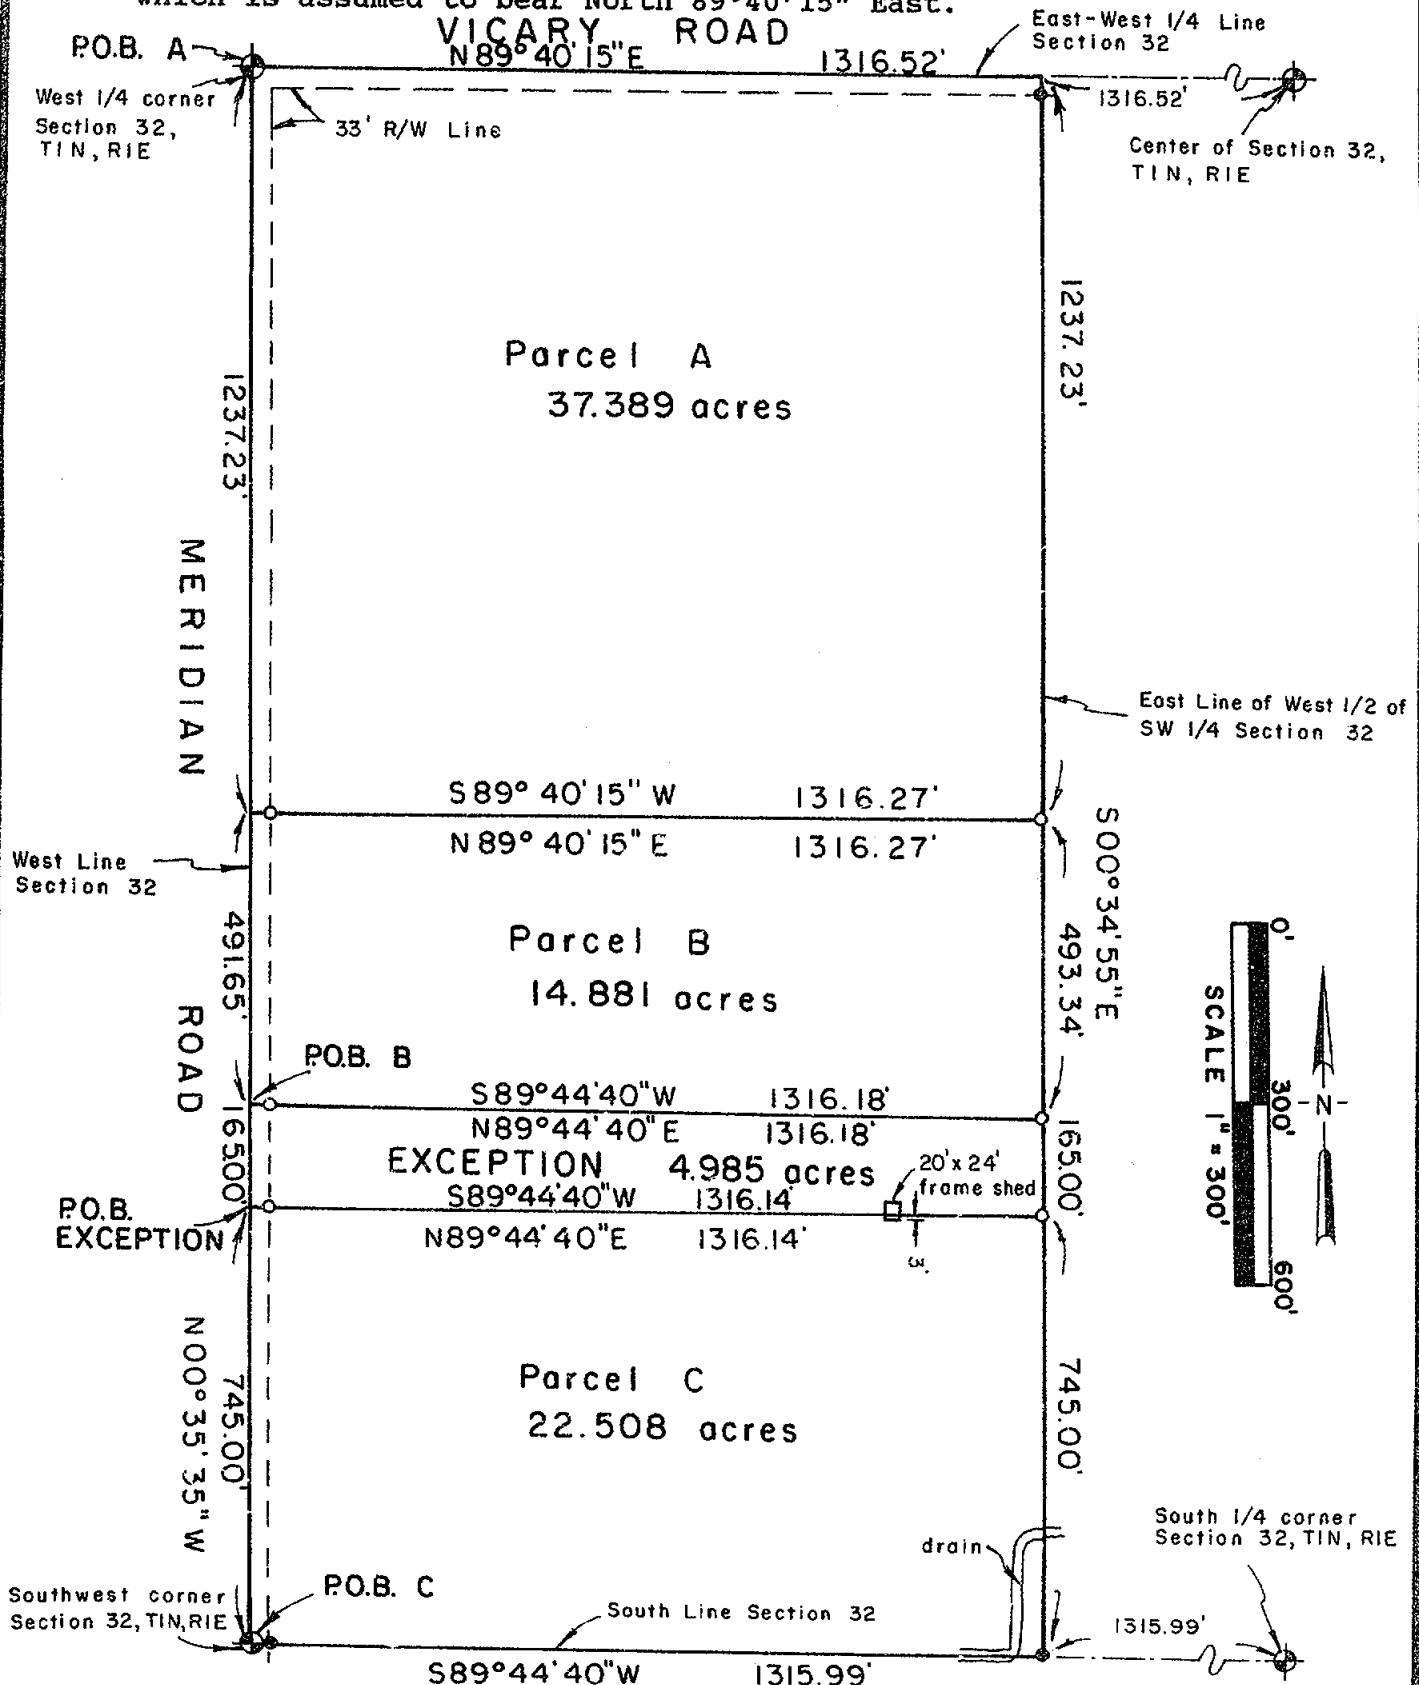 which is assumed to bear North 89°40'15" East.
VICARY ROAD
N89°40'15"E 1316.52'
East-West 1/4 Line
Section 32
P.O.B. A
West 1/4 corner
Section 32,
T1N, R1E
33' R/W Line
1316.52'
Center of Section 32,
T1N, R1E
Parcel A
37.389 acres
1237.23'
1237.23'
MERIDIAN ROAD
East Line of West 1/2 of
SW 1/4 Section 32
S89°40'15"W 1316.27'
N89°40'15"E 1316.27'
West Line
Section 32
S00°34'55"E
491.65'
493.34'
Parcel B
14.881 acres
P.O.B. B
S89°44'40"W 1316.18'
N89°44'40"E 1316.18'
165.00'
165.00'
EXCEPTION 4.985 acres
20'x24'
frame shed
S89°44'40"W 1316.14'
P.O.B.
EXCEPTION
N89°44'40"E 1316.14'
3'
SCALE 1" = 300'
0'
300'
600'
N
Parcel C
22.508 acres
N00°35'35"W
745.00'
745.00'
South 1/4 corner
Section 32, T1N, R1E
drain
P.O.B. C
Southwest corner
Section 32, T1N, R1E
South Line Section 32
1315.99'
S89°44'40"W 1315.99'